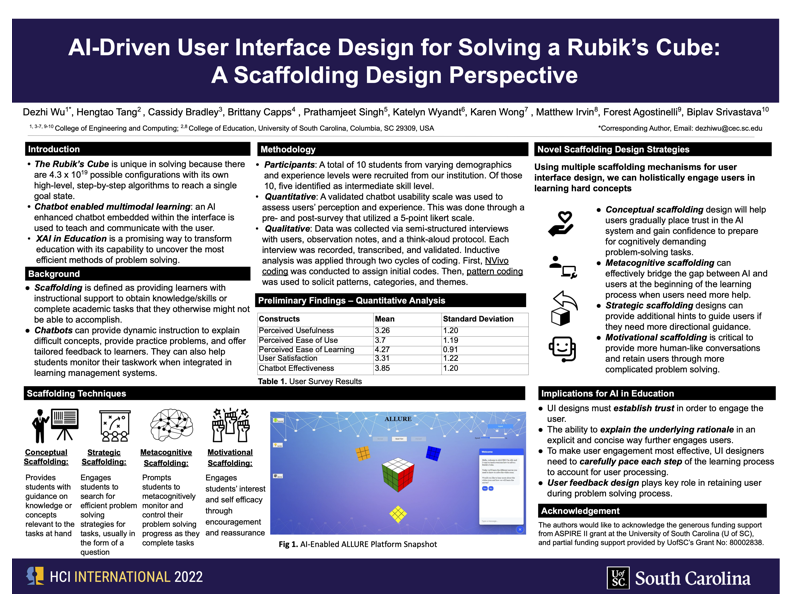 AI-Driven User Interface Design for Solving a Rubik's Cube:
A Scaffolding Design Perspective
Dezhi Wu1*, Hengtao Tang2 , Cassidy Bradley3, Brittany Capps4 , Prathamjeet Singh5, Katelyn Wyandt6, Karen Wong7 , Matthew Irvin8, Forest Agostinelli9, Biplav Srivastava10
1, 3-7, 9-10 College of Engineering and Computing; 2,8 College of Education, University of South Carolina, Columbia, SC 29309, USA
*Corresponding Author, Email: dezhiwu@cec.sc.edu
Introduction
• The Rubik's Cube is unique in solving because there
are 4.3 x 10^19 possible configurations with its own
high-level, step-by-step algorithms to reach a single
goal state.
• Chatbot enabled multimodal learning: an AI
enhanced chatbot embedded within the interface is
used to teach and communicate with the user.
• XAI in Education is a promising way to transform
education with its capability to uncover the most
efficient methods of problem solving.
Background
● Scaffolding is defined as providing learners with
instructional support to obtain knowledge/skills or
complete academic tasks that they otherwise might not
be able to accomplish.
● Chatbots can provide dynamic instruction to explain
difficult concepts, provide practice problems, and offer
tailored feedback to learners. They can also help
students monitor their taskwork when integrated in
learning management systems.
Methodology
• Participants: A total of 10 students from varying demographics
and experience levels were recruited from our institution. Of those
10, five identified as intermediate skill level.
• Quantitative: A validated chatbot usability scale was used to
assess users' perception and experience. This was done through a
pre- and post-survey that utilized a 5-point likert scale.
• Qualitative: Data was collected via semi-structured interviews
with users, observation notes, and a think-aloud protocol. Each
interview was recorded, transcribed, and validated. Inductive
analysis was applied through two cycles of coding. First, NVivo
coding was conducted to assign initial codes. Then, pattern coding
was used to solicit patterns, categories, and themes.
Preliminary Findings – Quantitative Analysis
Constructs Mean Standard Deviation
Perceived Usefulness 3.26 1.20
Perceived Ease of Use 3.7 1.19
Perceived Ease of Learning 4.27 0.91
User Satisfaction 3.31 1.22
Chatbot Effectiveness 3.85 1.20
Table 1. User Survey Results
Novel Scaffolding Design Strategies
Using multiple scaffolding mechanisms for user
interface design, we can holistically engage users in
learning hard concepts
● Conceptual scaffolding design will help
users gradually place trust in the AI
system and gain confidence to prepare
for cognitively demanding
problem-solving tasks.
● Metacognitive scaffolding can
effectively bridge the gap between AI and
users at the beginning of the learning
process when users need more help.
● Strategic scaffolding designs can
provide additional hints to guide users if
they need more directional guidance.
● Motivational scaffolding is critical to
provide more human-like conversations
and retain users through more
complicated problem solving.
Scaffolding Techniques
Conceptual
Scaffolding:
Provides
students with
guidance on
knowledge or
concepts
relevant to the
tasks at hand
Strategic
Scaffolding:
Engages
students to
search for
efficient problem
solving
strategies for
tasks, usually in
the form of a
question
Metacognitive
Scaffolding:
Prompts
students to
metacognitively
monitor and
control their
problem solving
progress as they
complete tasks
Motivational
Scaffolding:
Engages
students' interest
and self efficacy
through
encouragement
and reassurance
ALLURE
Fig 1. AI-Enabled ALLURE Platform Snapshot
Implications for AI in Education
● UI designs must establish trust in order to engage the
user.
● The ability to explain the underlying rationale in an
explicit and concise way further engages users.
● To make user engagement most effective, UI designers
need to carefully pace each step of the learning process
to account for user processing.
● User feedback design plays key role in retaining user
during problem solving process.
Acknowledgement
The authors would like to acknowledge the generous funding support
from ASPIRE II grant at the University of South Carolina (U of SC),
and partial funding support provided by UofSC's Grant No: 80002838.
HCI INTERNATIONAL 2022
UofSC South Carolina